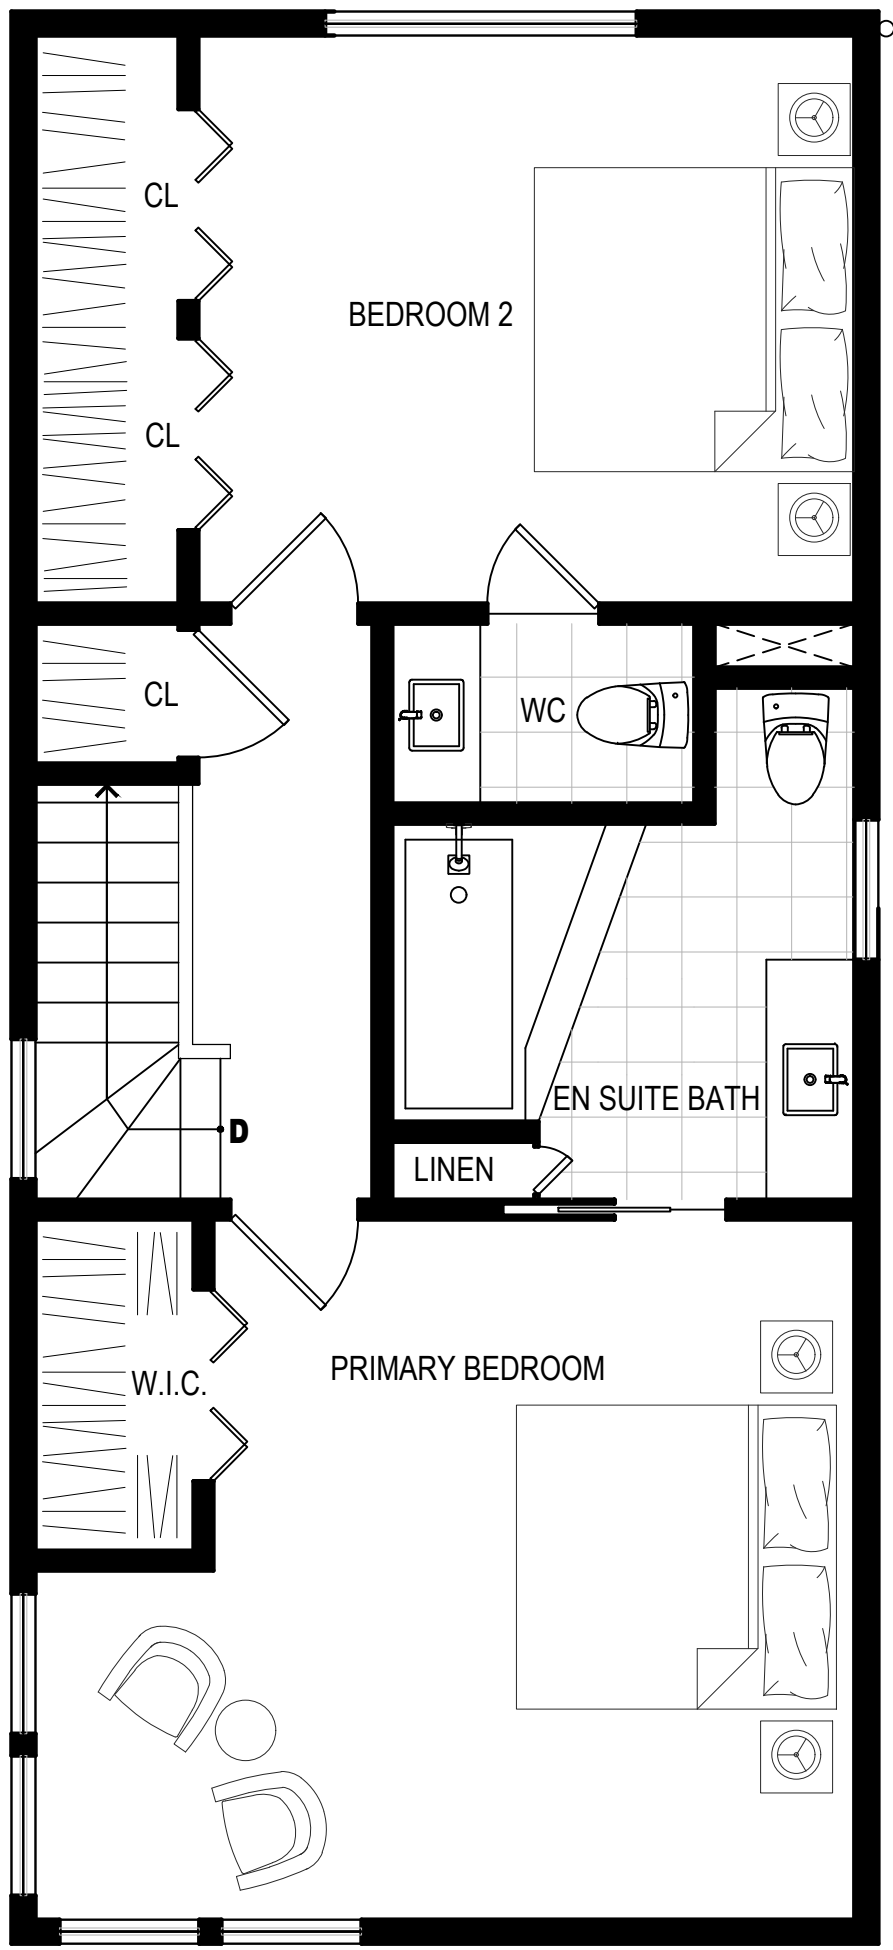 CL
BEDROOM 2
CL
CL
WC
EN SUITE BATH
D
LINEN
PRIMARY BEDROOM
W.I.C.